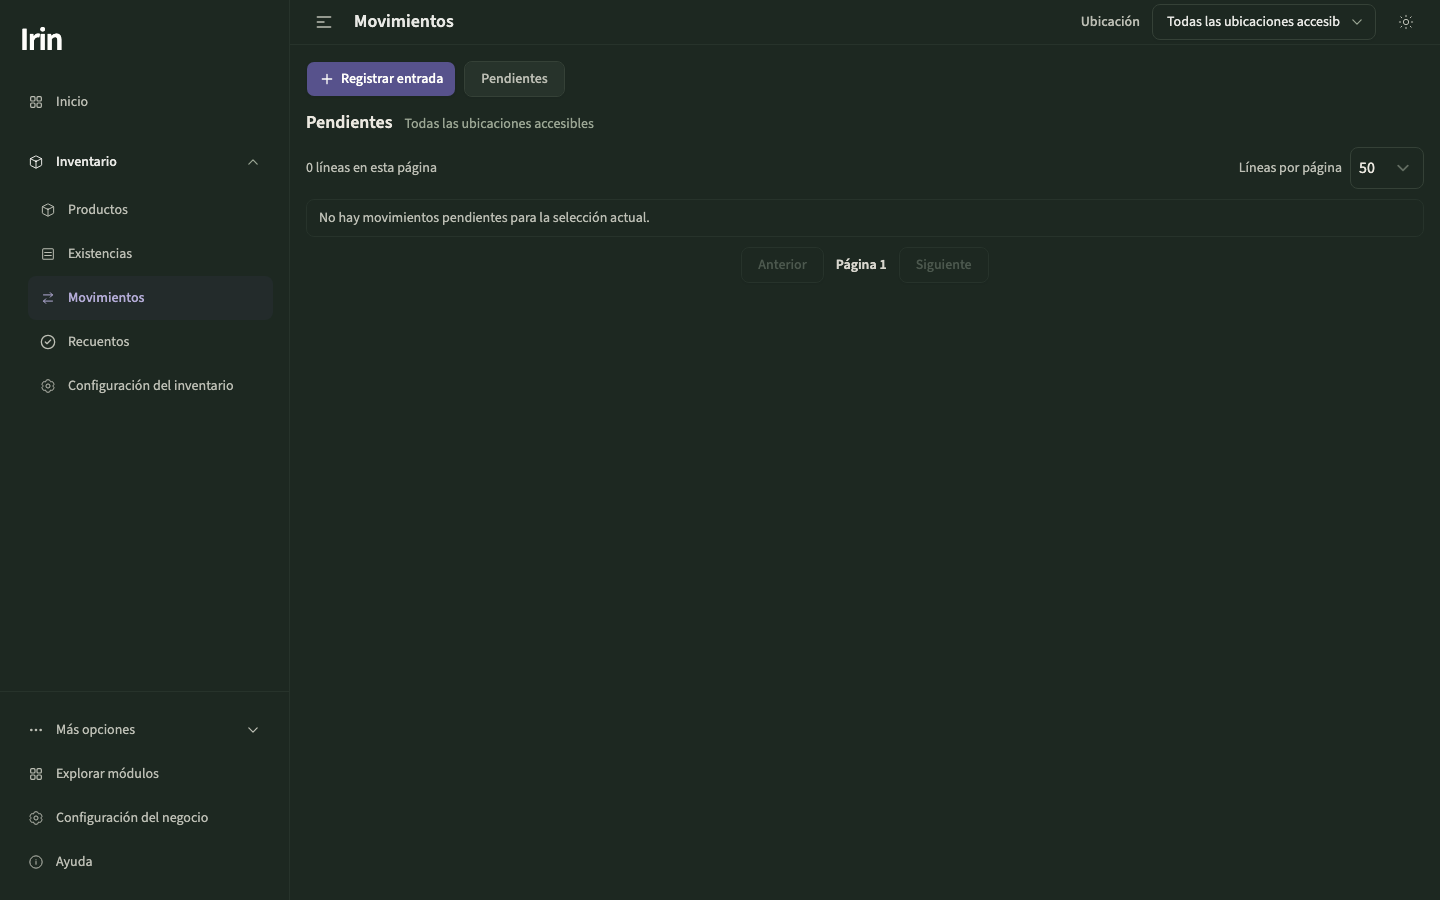 Irin
Inicio
Inventario
Productos
Existencias
Movimientos
Recuentos
Configuración del inventario
Más opciones
Explorar módulos
Configuración del negocio
Ayuda
Movimientos
Ubicación
Todas las ubicaciones accesib
Registrar entrada
Pendientes
Pendientes Todas las ubicaciones accesibles
0 líneas en esta página
Líneas por página
50
No hay movimientos pendientes para la selección actual.
Anterior
Página 1
Siguiente